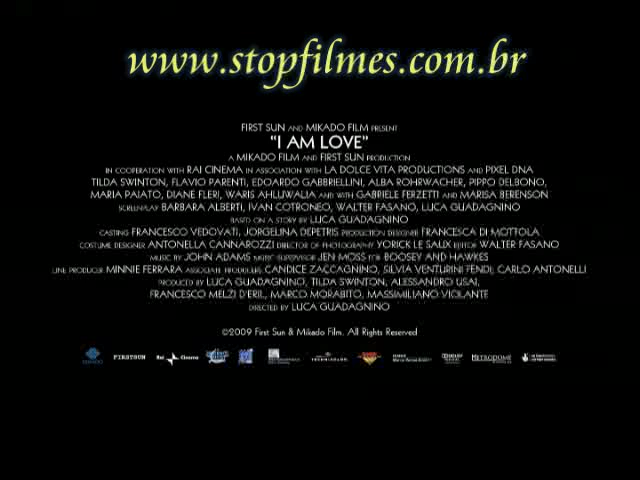 www.stopfilmes.com.br
FIRST SUN AND MIKADO FILM PRESENT
"I AM LOVE"
A MIKADO FILM AND FIRST SUN PRODUCTION
IN COOPERATION WITH RAI CINEMA IN ASSOCIATION WITH LA DOLCE VITA PRODUCTIONS AND PIXEL DNA
TILDA SWINTON, FLAVIO PARENTI, EDOARDO GABBRIELLINI, ALBA ROHRWACHER, PIPPO DELBONO,
MARIA PAIATO, DIANE FLERI, WARIS AHLUWALIA AND WITH GABRIELE FERZETTI AND MARISA BERENSON
SCREENPLAY BARBARA ALBERTI, IVAN COTRONEO, WALTER FASANO, LUCA GUADAGNINO
BASED ON A STORY BY LUCA GUADAGNINO
CASTING FRANCESCO VEDOVATI, JORGELINA DEPETRIS PRODUCTION DESIGNER FRANCESCA DI MOTTOLA
COSTUME DESIGNER ANTONELLA CANNAROZZI DIRECTOR OF PHOTOGRAPHY YORICK LE SAUX EDITOR WALTER FASANO
MUSIC BY JOHN ADAMS MUSIC SUPERVISOR JEN MOSS FOR BOOSEY AND HAWKES
LINE PRODUCER MINNIE FERRARA ASSOCIATE PRODUCERS CANDICE ZACCAGNINO, SILVIA VENTURINI FENDI, CARLO ANTONELLI
PRODUCED BY LUCA GUADAGNINO, TILDA SWINTON, ALESSANDRO USAI,
FRANCESCO MELZI D'ERIL, MARCO MORABITO, MASSIMILIANO VIOLANTE
DIRECTED BY LUCA GUADAGNINO
©2009 First Sun & Mikado Film. All Rights Reserved
MIKADO FIRSTSUN Rai Cinema TECHNICOLOR DOLBY METRODOME